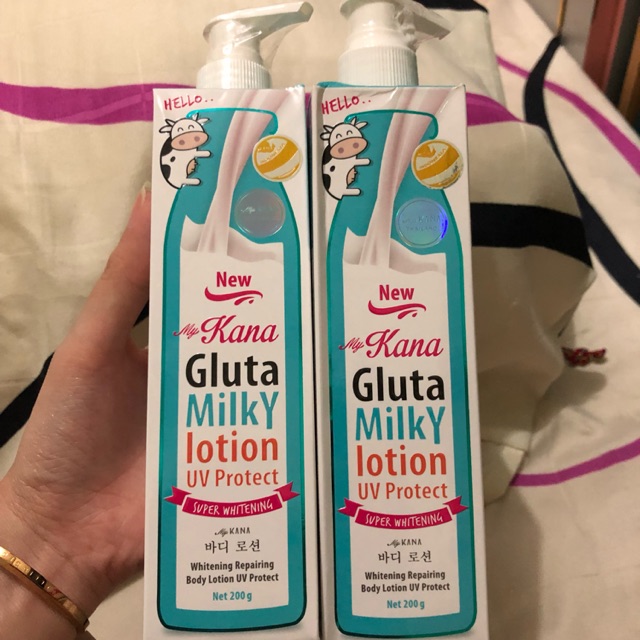 HELLO..
New
My Kana
Gluta
MilkY
lotion
UV Protect
SUPER WHITENING
My KANA
바디 로션
Whitening Repairing
Body Lotion UV Protect
Net 200 g
HELLO..
New
My Kana
Gluta
MilkY
lotion
UV Protect
SUPER WHITENING
My KANA
바디 로션
Whitening Repairing
Body Lotion UV Protect
Net 200 g